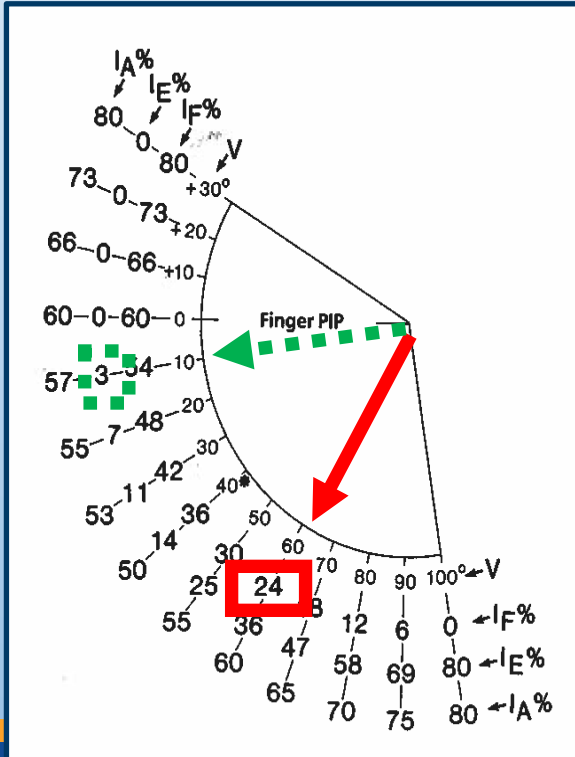 IA%
IE%
IF%
V
80 0 80 +30°
73 0 73 +20
66 0 66 +10
60 0 60 0
Finger PIP
57 3 54 10
55 7 48 20
53 11 42 30
50 14 36 40*
55 25 30 50
60 36 24 60
65 47 8 70
70 58 12 80
75 69 6 90
80 80 0 100° V
IF%
IE%
IA%